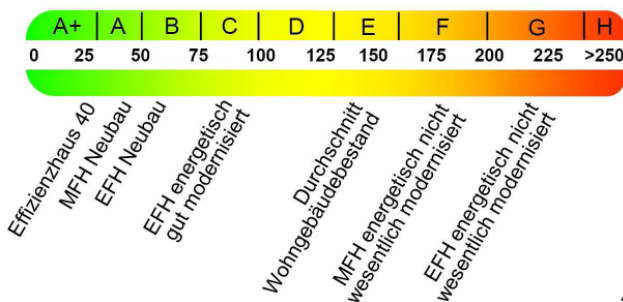 A+ A B C D E F G H
0 25 50 75 100 125 150 175 200 225 >250
Effizienzhaus 40
MFH Neubau
EFH Neubau
EFH energetisch
gut modernisiert
Durchschnitt
Wohngebäudebestand
MFH energetisch nicht
wesentlich modernisiert
EFH energetisch nicht
wesentlich modernisiert